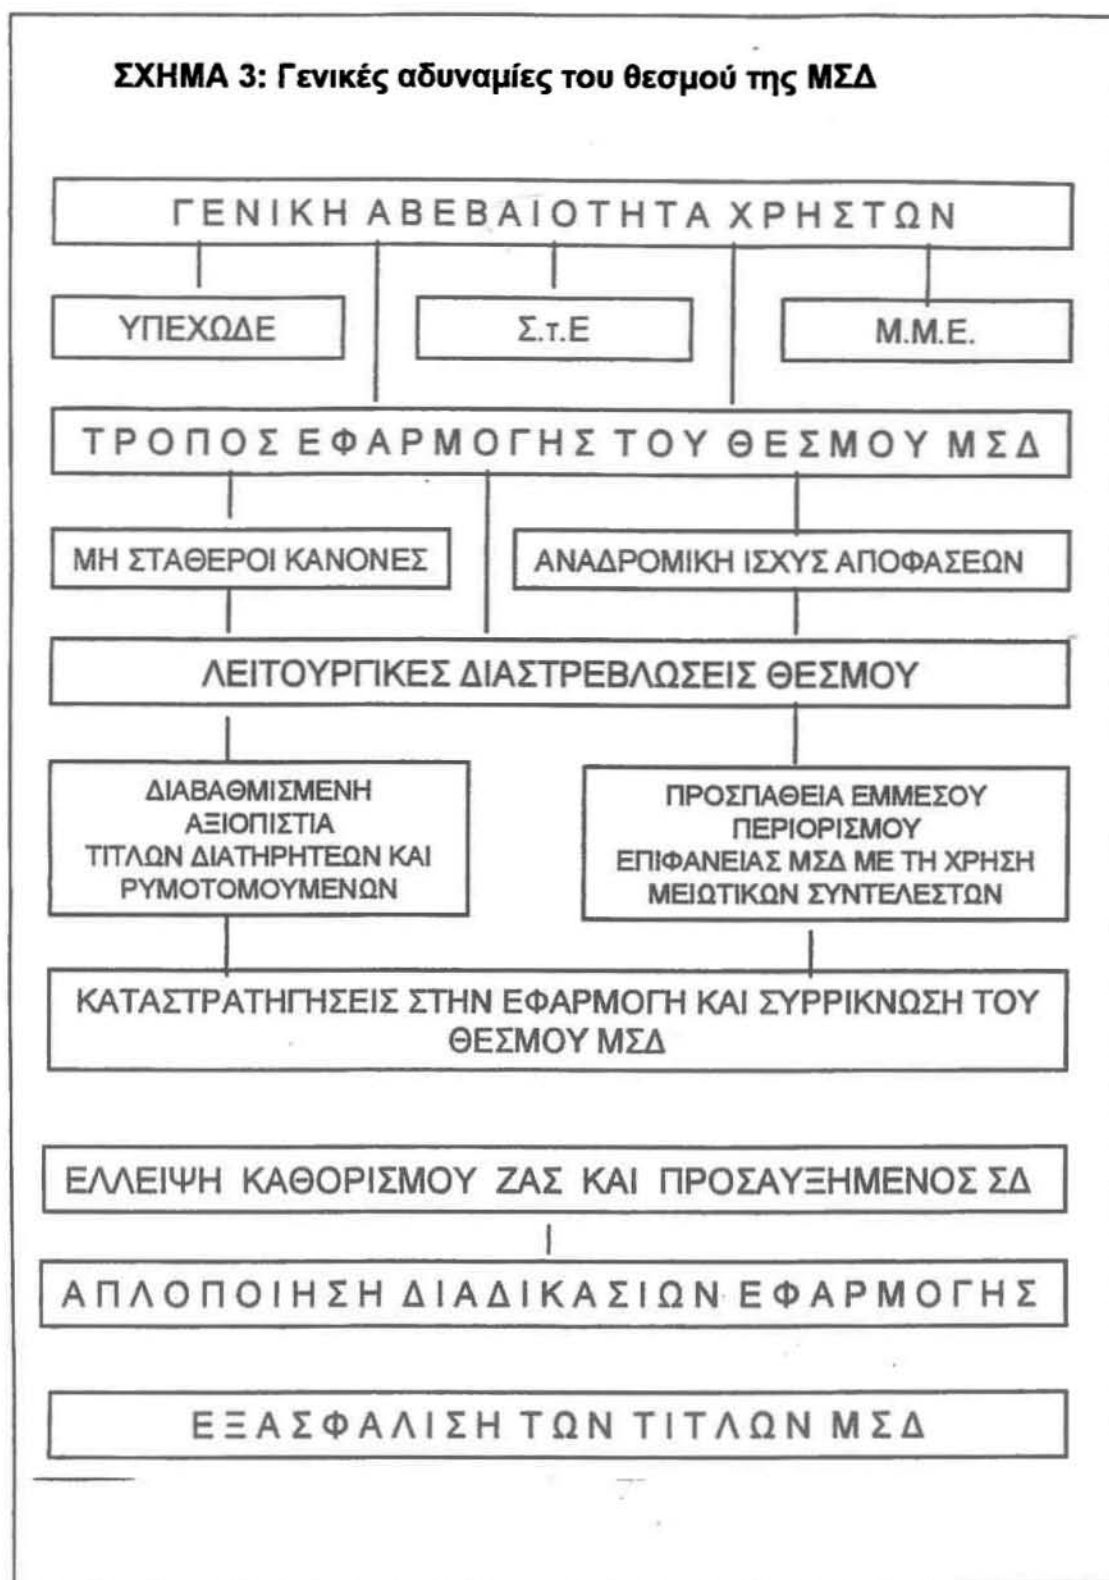 ΣΧΗΜΑ 3: Γενικές αδυναμίες του θεσμού της ΜΣΔ
ΓΕΝΙΚΗ ΑΒΕΒΑΙΟΤΗΤΑ ΧΡΗΣΤΩΝ
ΥΠΕΧΩΔΕ
Σ.τ.Ε
Μ.Μ.Ε.
ΤΡΟΠΟΣ ΕΦΑΡΜΟΓΗΣ ΤΟΥ ΘΕΣΜΟΥ ΜΣΔ
ΜΗ ΣΤΑΘΕΡΟΙ ΚΑΝΟΝΕΣ
ΑΝΑΔΡΟΜΙΚΗ ΙΣΧΥΣ ΑΠΟΦΑΣΕΩΝ
ΛΕΙΤΟΥΡΓΙΚΕΣ ΔΙΑΣΤΡΕΒΛΩΣΕΙΣ ΘΕΣΜΟΥ
ΔΙΑΒΑΘΜΙΣΜΕΝΗ
ΑΞΙΟΠΙΣΤΙΑ
ΤΙΤΛΩΝ ΔΙΑΤΗΡΗΤΕΩΝ ΚΑΙ
ΡΥΜΟΤΟΜΟΥΜΕΝΩΝ
ΠΡΟΣΠΑΘΕΙΑ ΕΜΜΕΣΟΥ
ΠΕΡΙΟΡΙΣΜΟΥ
ΕΠΙΦΑΝΕΙΑΣ ΜΣΔ ΜΕ ΤΗ ΧΡΗΣΗ
ΜΕΙΩΤΙΚΩΝ ΣΥΝΤΕΛΕΣΤΩΝ
ΚΑΤΑΣΤΡΑΤΗΓΗΣΕΙΣ ΣΤΗΝ ΕΦΑΡΜΟΓΗ ΚΑΙ ΣΥΡΡΙΚΝΩΣΗ ΤΟΥ
ΘΕΣΜΟΥ ΜΣΔ
ΕΛΛΕΙΨΗ ΚΑΘΟΡΙΣΜΟΥ ΖΑΣ ΚΑΙ ΠΡΟΣΑΥΞΗΜΕΝΟΣ ΣΔ
ΑΠΛΟΠΟΙΗΣΗ ΔΙΑΔΙΚΑΣΙΩΝ ΕΦΑΡΜΟΓΗΣ
ΕΞΑΣΦΑΛΙΣΗ ΤΩΝ ΤΙΤΛΩΝ ΜΣΔ